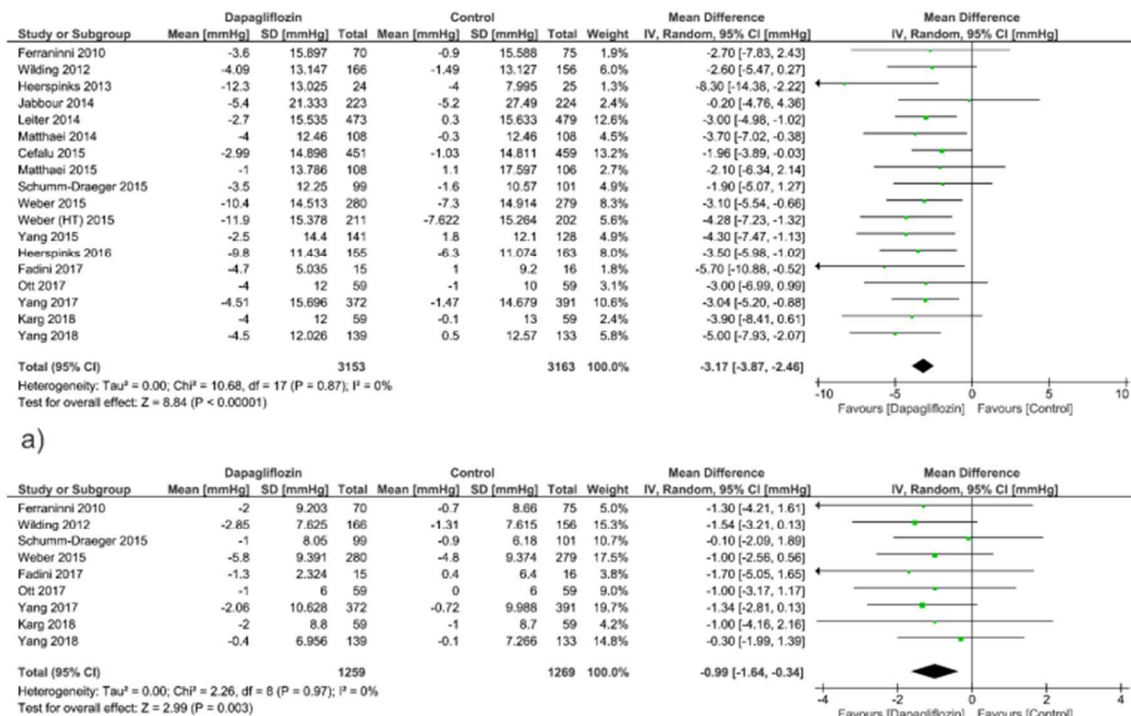 Dapagliflozin Control Mean Difference Mean Difference
Study or Subgroup Mean [mmHg] SD [mmHg] Total Mean [mmHg] SD [mmHg] Total Weight IV, Random, 95% CI [mmHg] IV, Random, 95% CI [mmHg]
Ferraninni 2010 -3.6 15.897 70 -0.9 15.588 75 1.9% -2.70 [-7.83, 2.43]
Wilding 2012 -4.09 13.147 166 -1.49 13.127 156 6.0% -2.60 [-5.47, 0.27]
Heerspinks 2013 -12.3 13.025 24 -4 7.995 25 1.3% -8.30 [-14.38, -2.22]
Jabbour 2014 -5.4 21.333 223 -5.2 27.49 224 2.4% -0.20 [-4.76, 4.36]
Leiter 2014 -2.7 15.535 473 0.3 15.633 479 12.6% -3.00 [-4.98, -1.02]
Matthaei 2014 -4 12.46 108 -0.3 12.46 108 4.5% -3.70 [-7.02, -0.38]
Cefalu 2015 -2.99 14.898 451 -1.03 14.811 459 13.2% -1.96 [-3.89, -0.03]
Matthaei 2015 -1 13.786 108 1.1 17.597 106 2.7% -2.10 [-6.34, 2.14]
Schumm-Draeger 2015 -3.5 12.25 99 -1.6 10.57 101 4.9% -1.90 [-5.07, 1.27]
Weber 2015 -10.4 14.513 280 -7.3 14.914 279 8.3% -3.10 [-5.54, -0.66]
Weber (HT) 2015 -11.9 15.378 211 -7.622 15.264 202 5.6% -4.28 [-7.23, -1.32]
Yang 2015 -2.5 14.4 141 1.8 12.1 128 4.9% -4.30 [-7.47, -1.13]
Heerspinks 2016 -9.8 11.434 155 -6.3 11.074 163 8.0% -3.50 [-5.98, -1.02]
Fadini 2017 -4.7 5.035 15 1 9.2 16 1.8% -5.70 [-10.88, -0.52]
Ott 2017 -4 12 59 -1 10 59 3.1% -3.00 [-6.99, 0.99]
Yang 2017 -4.51 15.696 372 -1.47 14.679 391 10.6% -3.04 [-5.20, -0.88]
Karg 2018 -4 12 59 -0.1 13 59 2.4% -3.90 [-8.41, 0.61]
Yang 2018 -4.5 12.026 139 0.5 12.57 133 5.8% -5.00 [-7.93, -2.07]
Total (95% CI) 3153 3163 100.0% -3.17 [-3.87, -2.46]
Heterogeneity: Tau² = 0.00; Chi² = 10.68, df = 17 (P = 0.87); I² = 0%
Test for overall effect: Z = 8.84 (P < 0.00001)
-10 -5 0 5 10
Favours [Dapagliflozin] Favours [Control]
a)
Dapagliflozin Control Mean Difference Mean Difference
Study or Subgroup Mean [mmHg] SD [mmHg] Total Mean [mmHg] SD [mmHg] Total Weight IV, Random, 95% CI [mmHg] IV, Random, 95% CI [mmHg]
Ferraninni 2010 -2 9.203 70 -0.7 8.66 75 5.0% -1.30 [-4.21, 1.61]
Wilding 2012 -2.85 7.625 166 -1.31 7.615 156 15.3% -1.54 [-3.21, 0.13]
Schumm-Draeger 2015 -1 8.05 99 -0.9 6.18 101 10.7% -0.10 [-2.09, 1.89]
Weber 2015 -5.8 9.391 280 -4.8 9.374 279 17.5% -1.00 [-2.56, 0.56]
Fadini 2017 -1.3 2.324 15 0.4 6.4 16 3.8% -1.70 [-5.05, 1.65]
Ott 2017 -1 6 59 0 6 59 9.0% -1.00 [-3.17, 1.17]
Yang 2017 -2.06 10.628 372 -0.72 9.988 391 19.7% -1.34 [-2.81, 0.13]
Karg 2018 -2 8.8 59 -1 8.7 59 4.2% -1.00 [-4.16, 2.16]
Yang 2018 -0.4 6.956 139 -0.1 7.266 133 14.8% -0.30 [-1.99, 1.39]
Total (95% CI) 1259 1269 100.0% -0.99 [-1.64, -0.34]
Heterogeneity: Tau² = 0.00; Chi² = 2.26, df = 8 (P = 0.97); I² = 0%
Test for overall effect: Z = 2.99 (P = 0.003)
-4 -2 0 2 4
Favours [Dapagliflozin] Favours [Control]